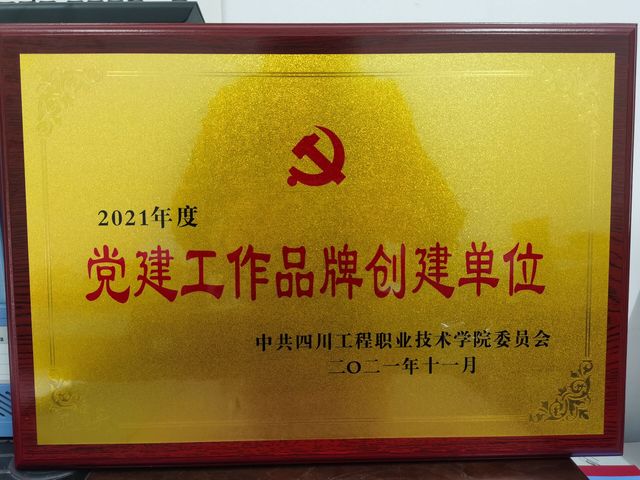 2021年度
党建工作品牌创建单位
中共四川工程职业技术学院委员会
二〇二一年十一月